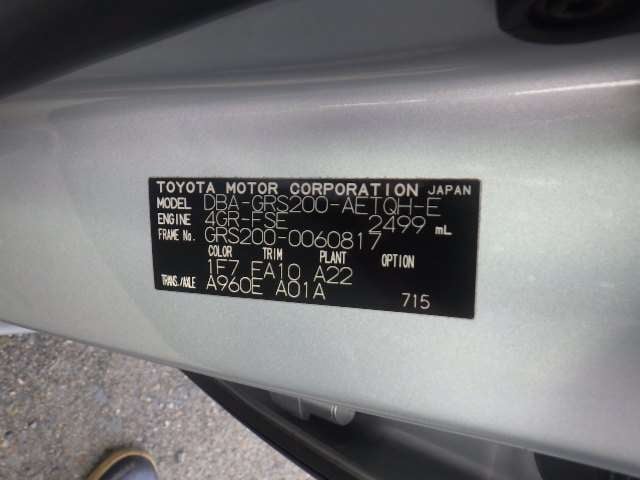 TOYOTA MOTOR CORPORATION JAPAN
MODEL DBA-GRS200-AETQH-E
ENGINE 4GR-FSE 2499 mL
FRAME No. GRS200-0060817
COLOR TRIM PLANT OPTION
1F7 EA10 A22
TRANS./AXLE A960E A01A 715